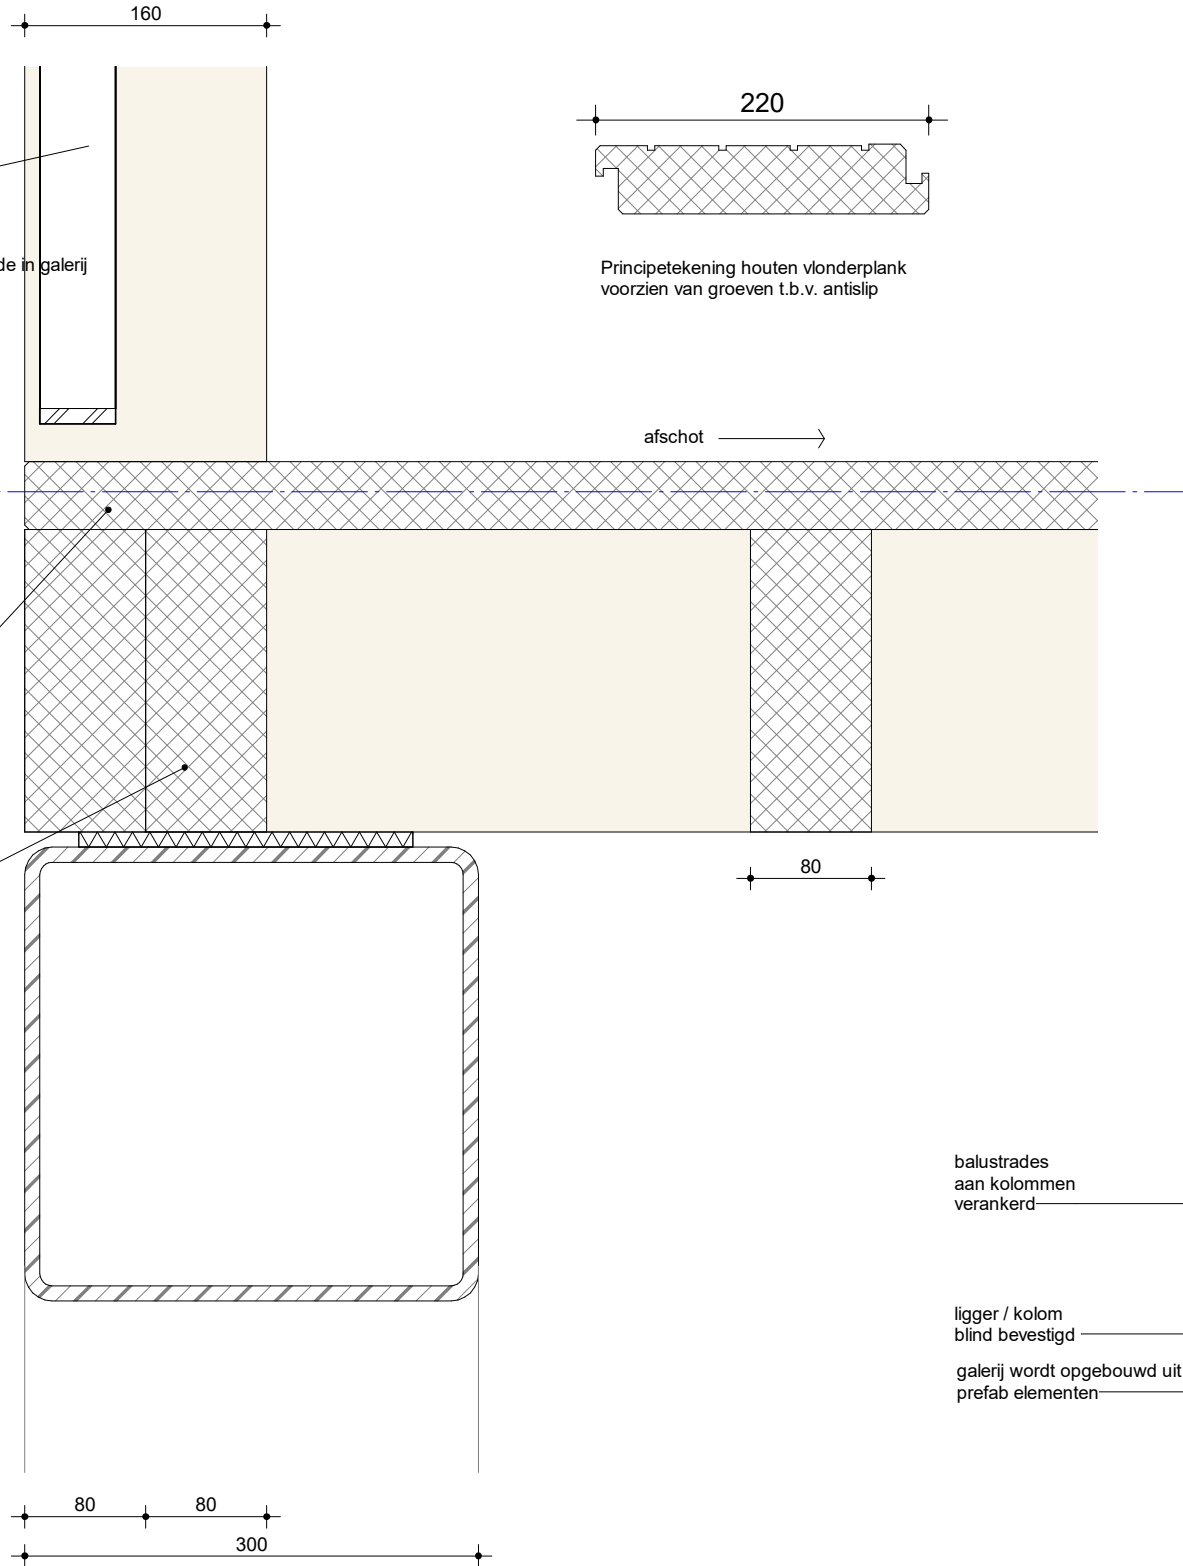 160
220
de in galerij
Principetekening houten vlonderplank
voorzien van groeven t.b.v. antislip
afschot
80
balustrades
aan kolommen
verankerd
ligger / kolom
blind bevestigd
galerij wordt opgebouwd uit
prefab elementen
80 80
300